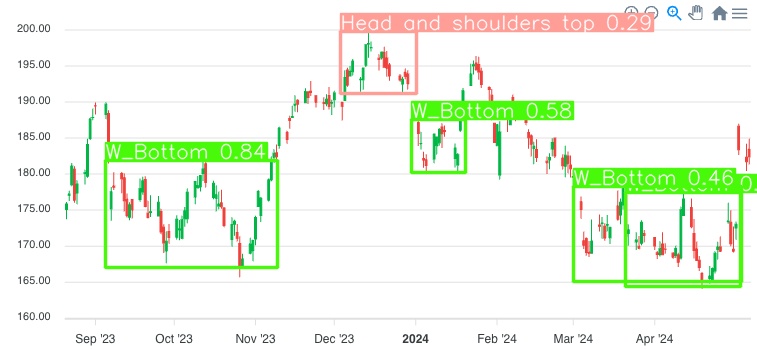 Head and shoulders top 0.29
200.00
195.00
190.00
W_Bottom 0.58
185.00
W_Bottom 0.84
180.00
W_Bottom 0.46
175.00
170.00
165.00
160.00
Sep '23 Oct '23 Nov '23 Dec '23 2024 Feb '24 Mar '24 Apr '24